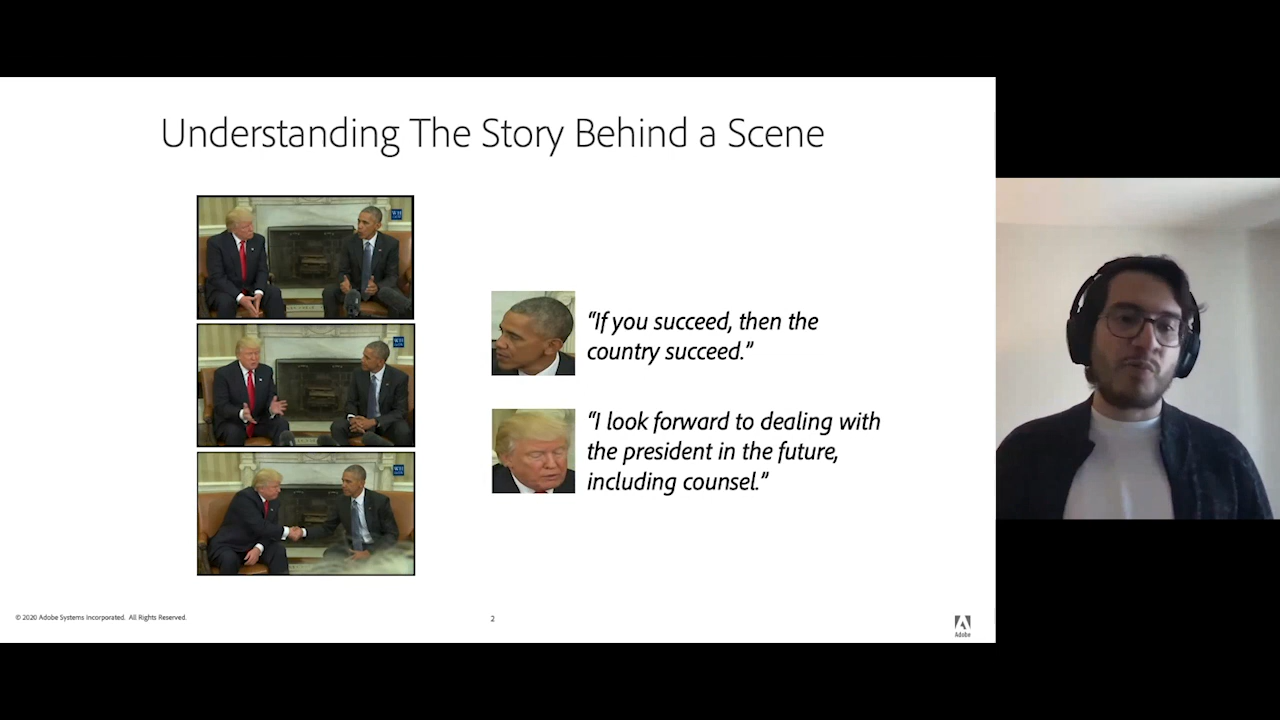 Understanding The Story Behind a Scene
"If you succeed, then the
country succeed."
"I look forward to dealing with
the president in the future,
including counsel."
© 2020 Adobe Systems Incorporated. All Rights Reserved.
2
Adobe